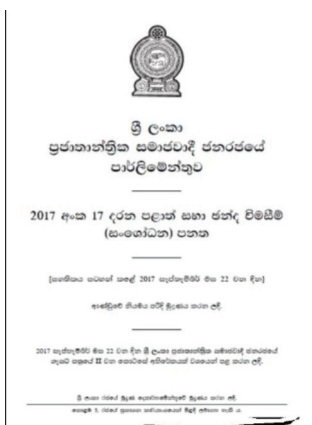 ශ්‍රී ලංකා
ප්‍රජාතාන්ත්‍රික සමාජවාදී ජනරජයේ
පාර්ලිමේන්තුව
2017 අංක 17 දරන පළාත් සභා ඡන්ද විමසීම්
(සංශෝධන) පනත
[සහතිකය සටහන් කළේ 2017 සැප්තැම්බර් මස 22 වන දින]
ආණ්ඩුවේ නියමය පරිදි මුද්‍රණය කරන ලදී.
2017 සැප්තැම්බර් මස 22 වන දින ශ්‍රී ලංකා ප්‍රජාතාන්ත්‍රික සමාජවාදී ජනරජයේ
ගැසට් පත්‍රයේ II වන කොටසේ අතිරේකයක් වශයෙන් පළ කරන ලදී.
ශ්‍රී ලංකා රජයේ මුද්‍රණ දෙපාර්තමේන්තුවේ මුද්‍රණය කරන ලදී.
කොළඹ